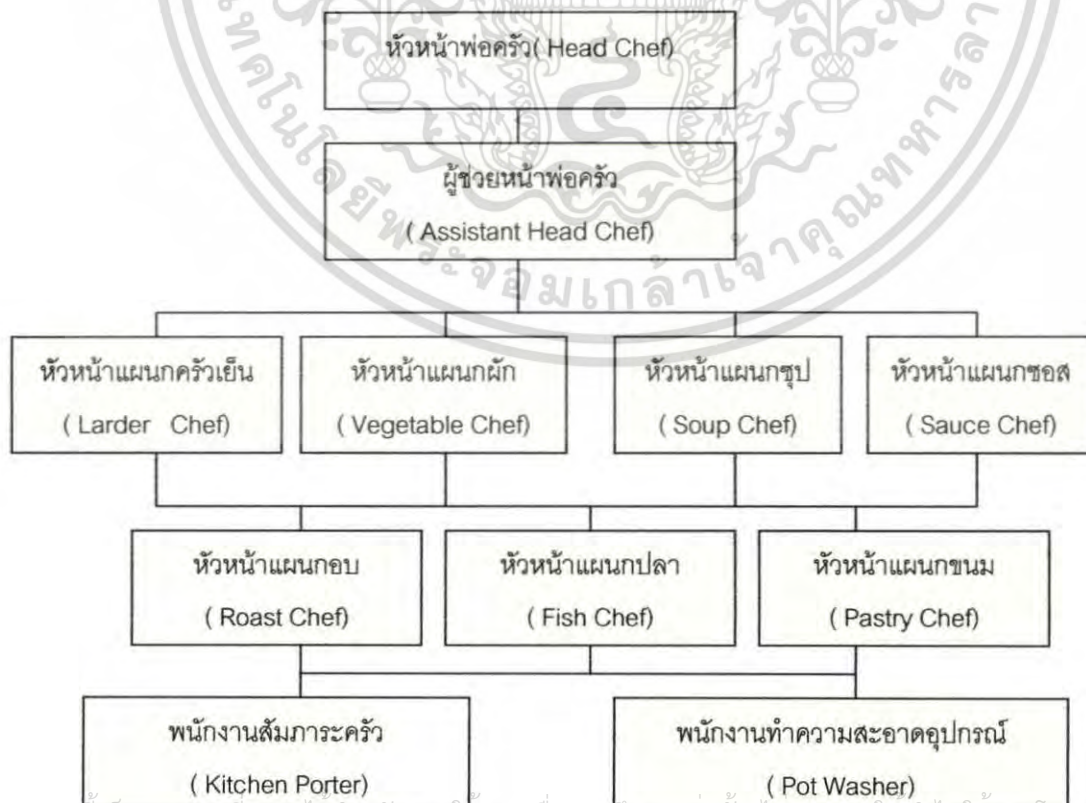 หัวหน้าพ่อครัว( Head Chef)
ผู้ช่วยหน้าพ่อครัว
( Assistant Head Chef)
หัวหน้าแผนกครัวเย็น
( Larder Chef)
หัวหน้าแผนกผัก
( Vegetable Chef)
หัวหน้าแผนกซุป
( Soup Chef)
หัวหน้าแผนกซอส
( Sauce Chef)
หัวหน้าแผนกอบ
( Roast Chef)
หัวหน้าแผนกปลา
( Fish Chef)
หัวหน้าแผนกขนม
( Pastry Chef)
พนักงานสัมภาระครัว
( Kitchen Porter)
พนักงานทำความสะอาดอุปกรณ์
( Pot Washer)